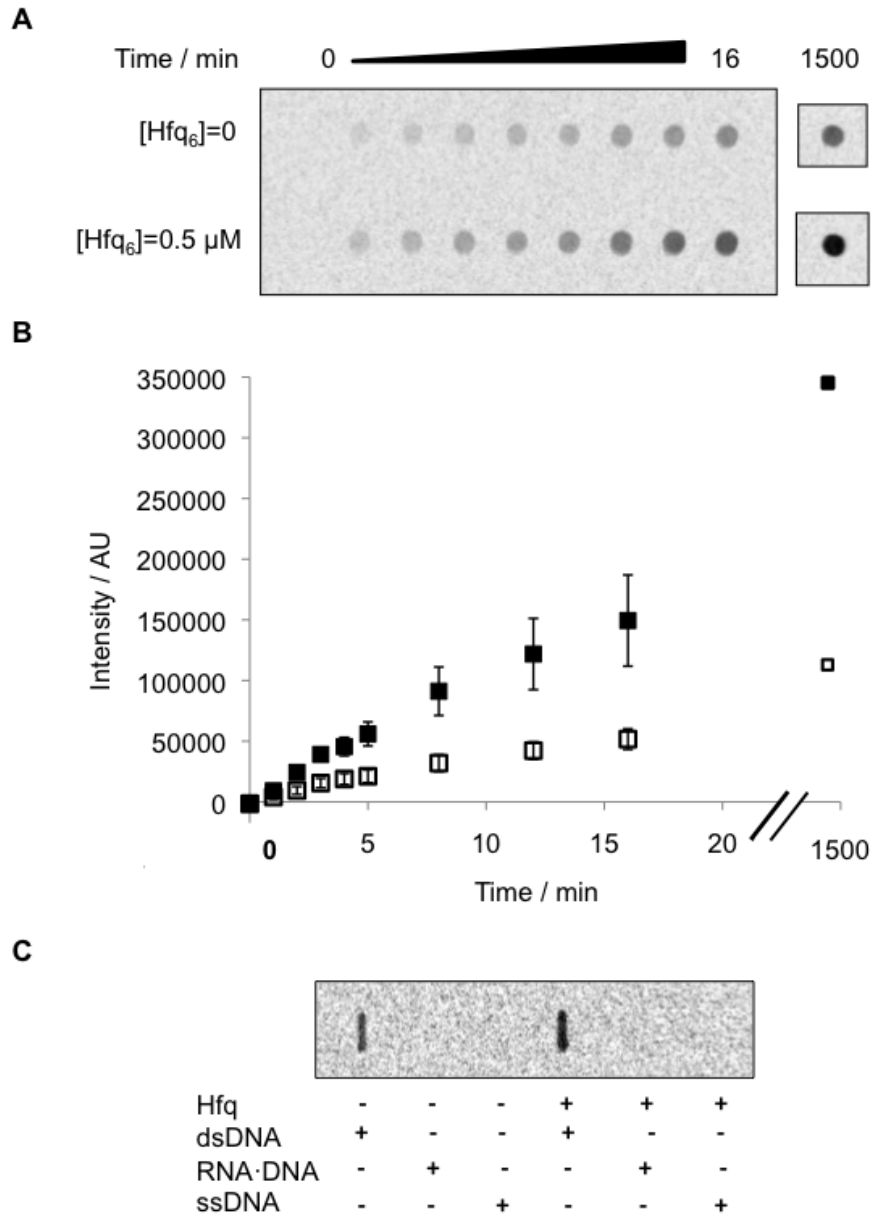 A
Time / min 0 16 1500
[Hfq₆]=0
[Hfq₆]=0.5 µM
B
350000
300000
250000
200000
150000
100000
50000
0
Intensity / AU
0 5 10 15 20 1500
Time / min
C
Hfq - - - + + +
dsDNA + - - + - -
RNA·DNA - + - - + -
ssDNA - - + - - +